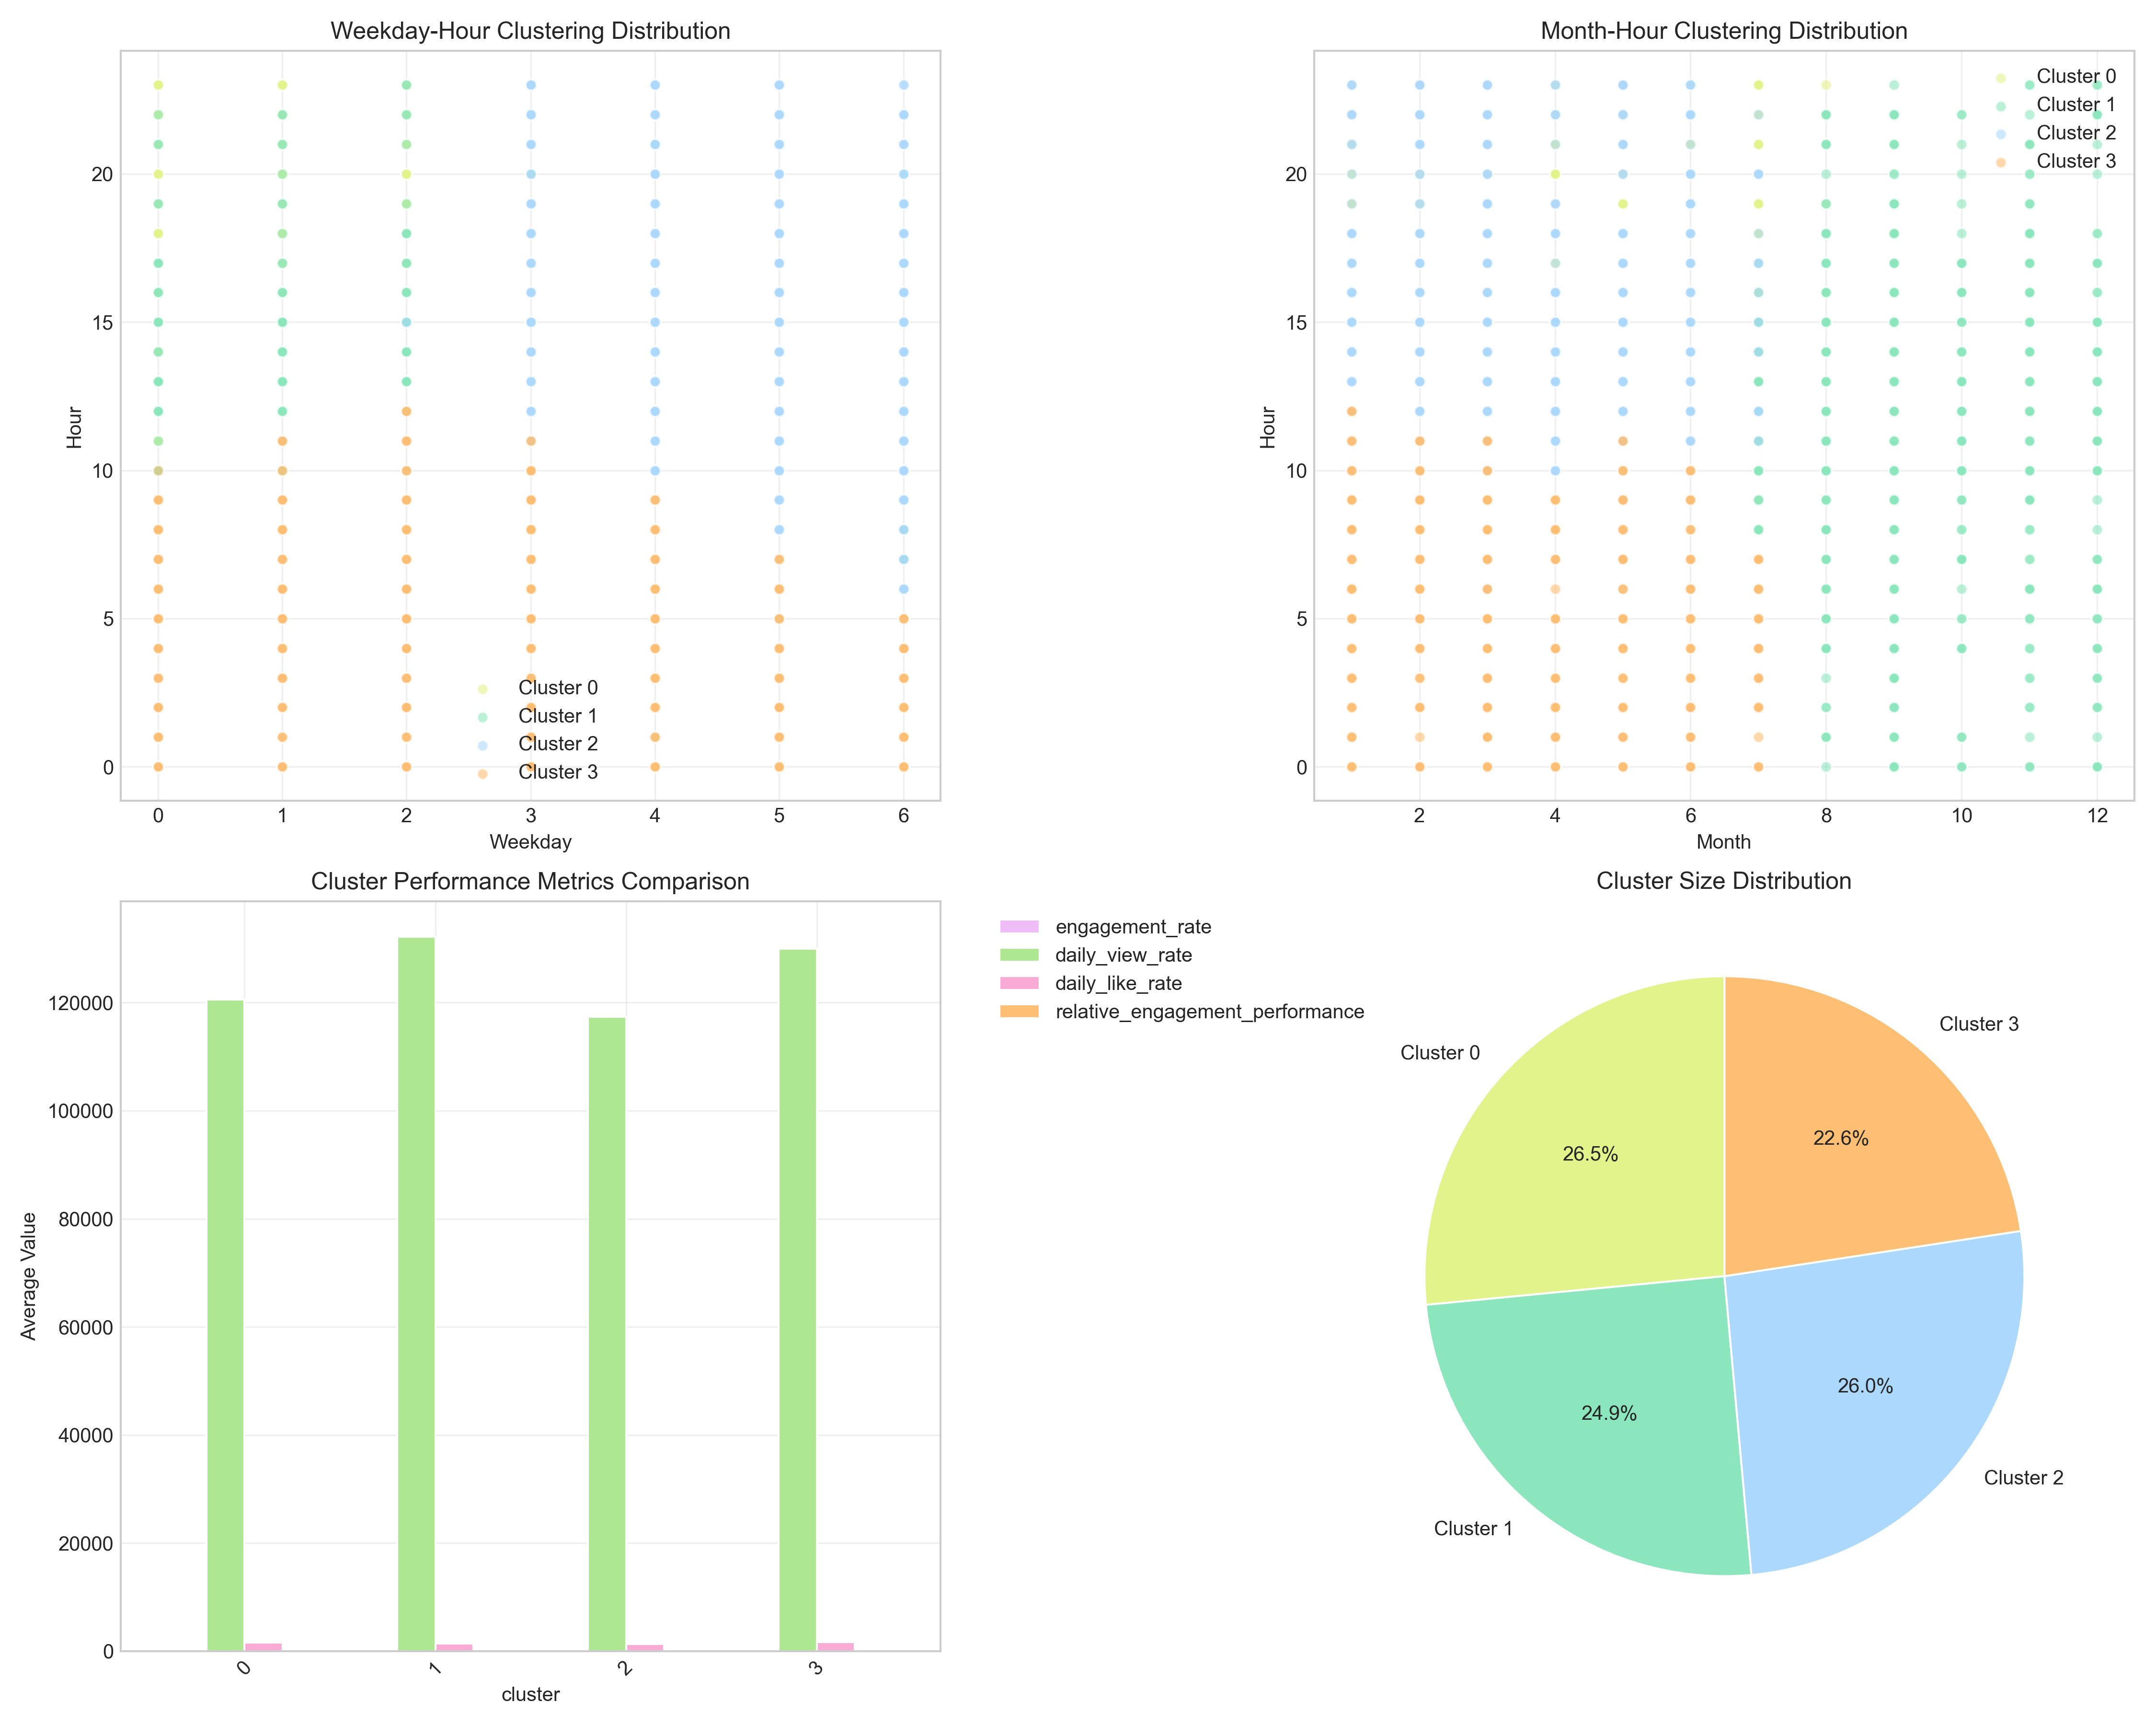 Weekday-Hour Clustering Distribution
Hour
20
15
10
5
0
Cluster 0
Cluster 1
Cluster 2
Cluster 3
0 1 2 3 4 5 6
Weekday
Month-Hour Clustering Distribution
Hour
20
15
10
5
0
Cluster 0
Cluster 1
Cluster 2
Cluster 3
2 4 6 8 10 12
Month
Cluster Performance Metrics Comparison
Average Value
120000
100000
80000
60000
40000
20000
0
0 1 2 3
cluster
engagement_rate
daily_view_rate
daily_like_rate
relative_engagement_performance
Cluster Size Distribution
Cluster 3
Cluster 0
22.6%
26.5%
26.0%
24.9%
Cluster 2
Cluster 1